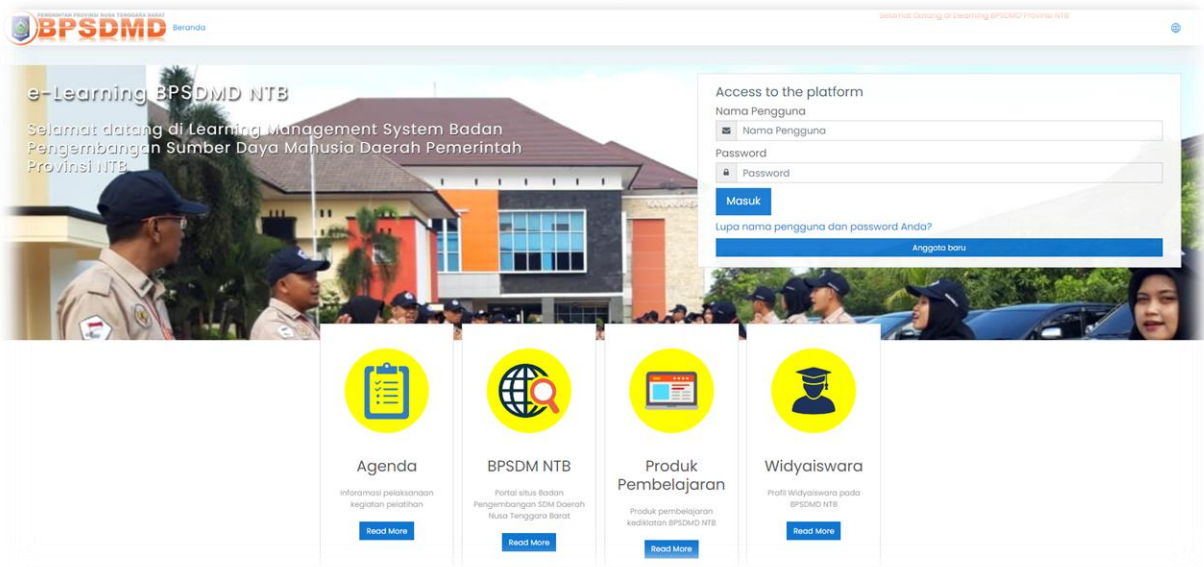 PEMERINTAH PROVINSI NUSA TENGGARA BARAT
BPSDMD
Beranda
Selamat Datang di Elearning BPSDMD Provinsi NTB
e-Learning BPSDMD NTB
Selamat datang di Learning Management System Badan
Pengembangan Sumber Daya Manusia Daerah Pemerintah
Provinsi NTB
Access to the platform
Nama Pengguna
Nama Pengguna
Password
Password
Masuk
Lupa nama pengguna dan password Anda?
Anggota baru
Agenda
Inforamasi pelaksanaan
kegiatan pelatihan
Read More
BPSDM NTB
Portal situs Badan
Pengembangan SDM Daerah
Nusa Tenggara Barat
Read More
Produk
Pembelajaran
Produk pembelajaran
kediklatan BPSDMD NTB
Read More
Widyaiswara
Profil Widyaiswara pada
BPSDMD NTB
Read More